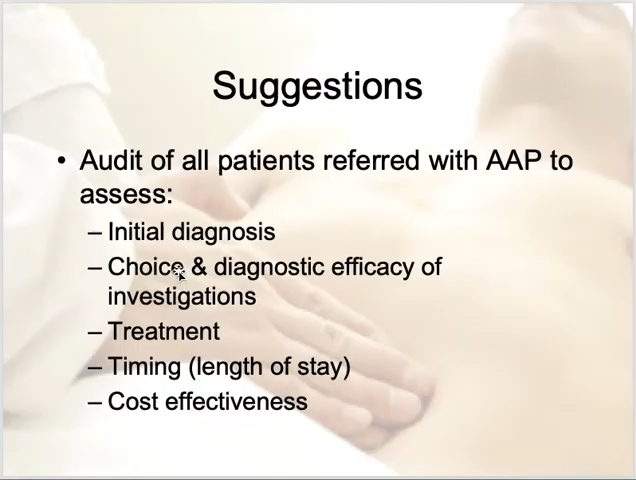 Suggestions
• Audit of all patients referred with AAP to
assess:
– Initial diagnosis
– Choice & diagnostic efficacy of
investigations
– Treatment
– Timing (length of stay)
– Cost effectiveness